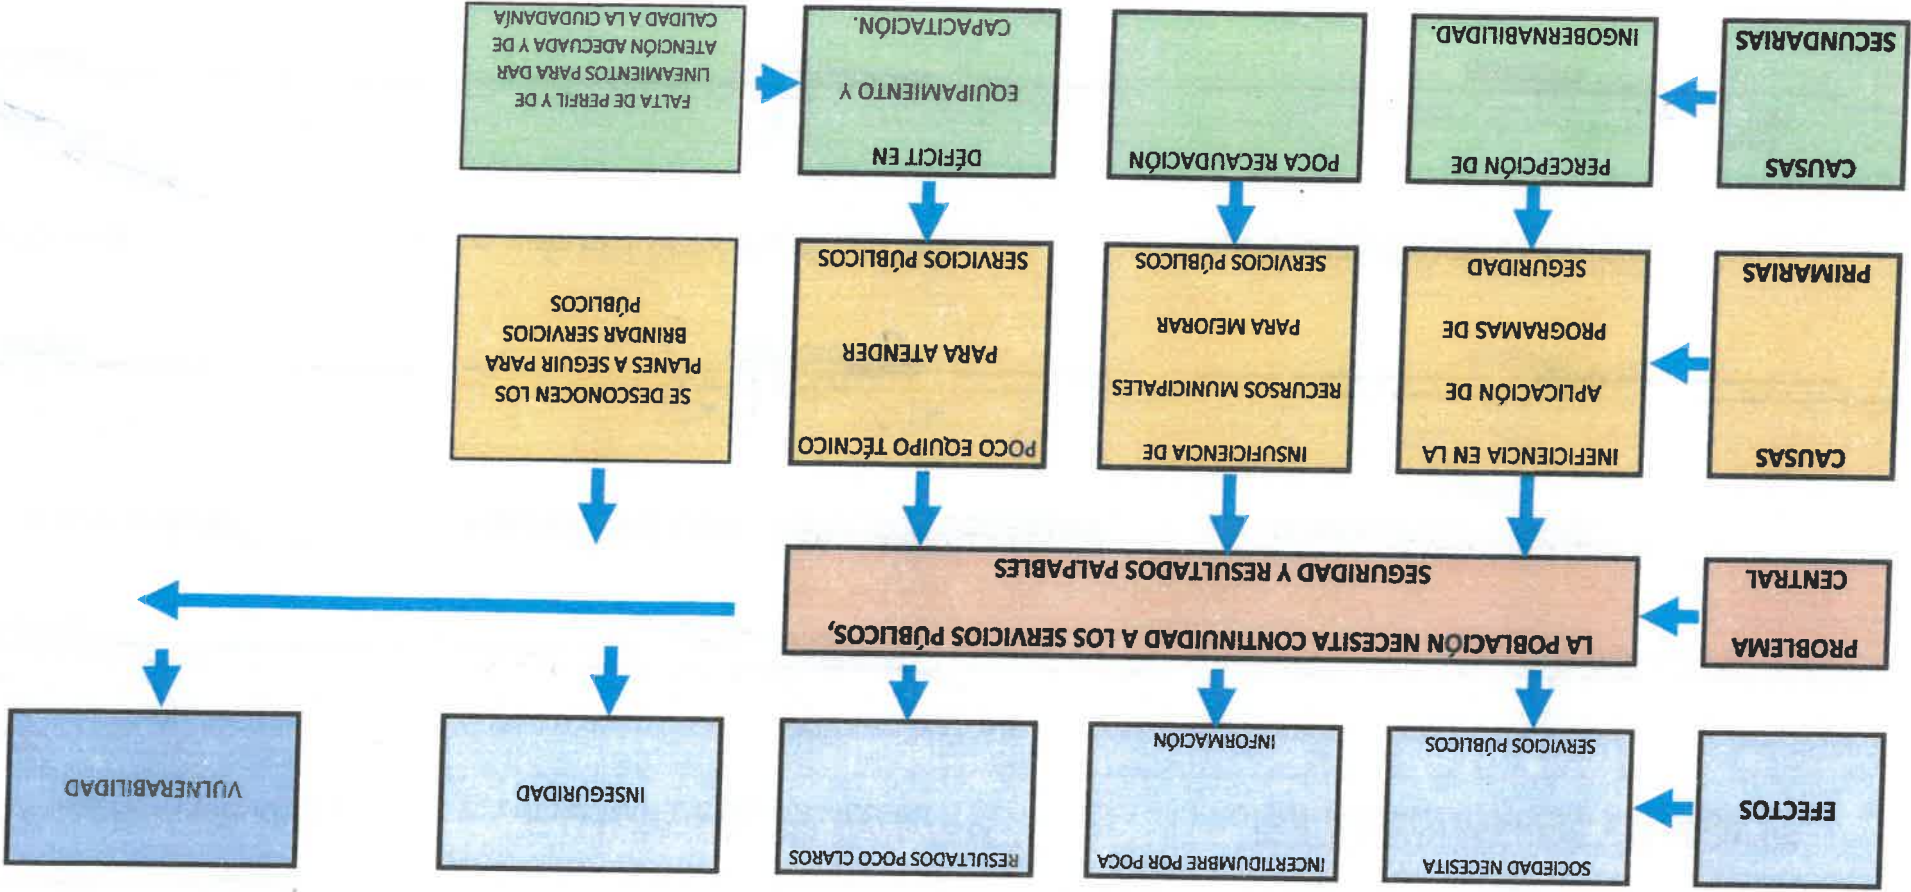 EFECTOS
SOCIEDAD NECESITA
SERVICIOS PÚBLICOS
INCERTIDUMBRE POR POCA
INFORMACIÓN
RESULTADOS POCO CLAROS
INSEGURIDAD
VULNERABILIDAD
PROBLEMA
CENTRAL
LA POBLACIÓN NECESITA CONTINUIDAD A LOS SERVICIOS PÚBLICOS,
SEGURIDAD Y RESULTADOS PALPABLES
CAUSAS
PRIMARIAS
INEFICIENCIA EN LA
APLICACIÓN DE
PROGRAMAS DE
SEGURIDAD
INSUFICIENCIA DE
RECURSOS MUNICIPALES
PARA MEJORAR
SERVICIOS PÚBLICOS
POCO EQUIPO TÉCNICO
PARA ATENDER
SERVICIOS PÚBLICOS
SE DESCONOCEN LOS
PLANES A SEGUIR PARA
BRINDAR SERVICIOS
PÚBLICOS
CAUSAS
SECUNDARIAS
PERCEPCIÓN DE
INGOBERNABILIDAD.
POCA RECAUDACIÓN
DÉFICIT EN
EQUIPAMIENTO Y
CAPACITACIÓN.
FALTA DE PERFIL Y DE
LINEAMIENTOS PARA DAR
ATENCIÓN ADECUADA Y DE
CALIDAD A LA CIUDADANÍA